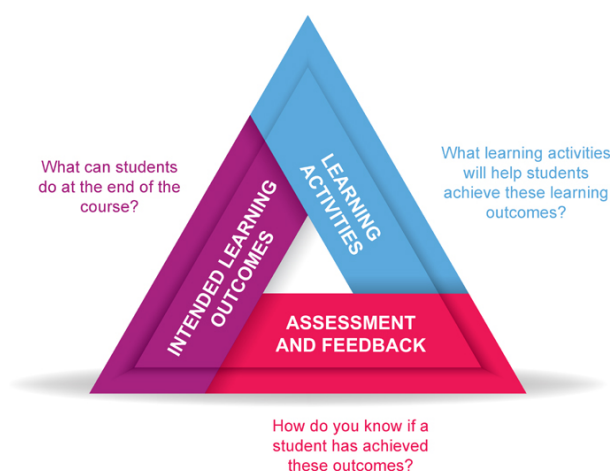 What can students
do at the end of the
course?
INTENDED LEARNING
OUTCOMES
LEARNING
ACTIVITIES
What learning activities
will help students
achieve these learning
outcomes?
ASSESSMENT
AND FEEDBACK
How do you know if a
student has achieved
these outcomes?